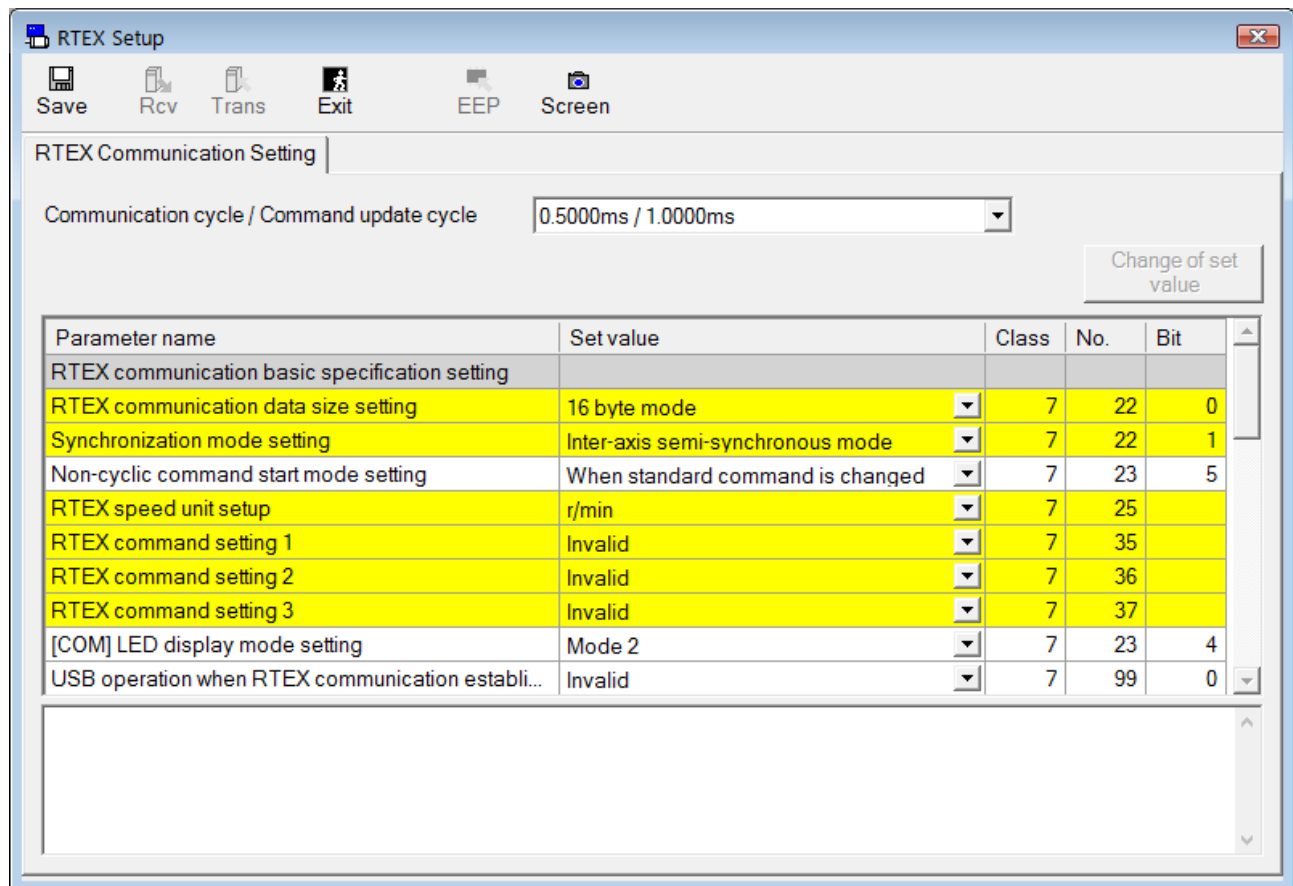 RTEX Setup
Save Rcv Trans Exit EEP Screen
RTEX Communication Setting
Communication cycle / Command update cycle 0.5000ms / 1.0000ms
Change of set
value
Parameter name Set value Class No. Bit
RTEX communication basic specification setting
RTEX communication data size setting 16 byte mode 7 22 0
Synchronization mode setting Inter-axis semi-synchronous mode 7 22 1
Non-cyclic command start mode setting When standard command is changed 7 23 5
RTEX speed unit setup r/min 7 25
RTEX command setting 1 Invalid 7 35
RTEX command setting 2 Invalid 7 36
RTEX command setting 3 Invalid 7 37
[COM] LED display mode setting Mode 2 7 23 4
USB operation when RTEX communication establi... Invalid 7 99 0